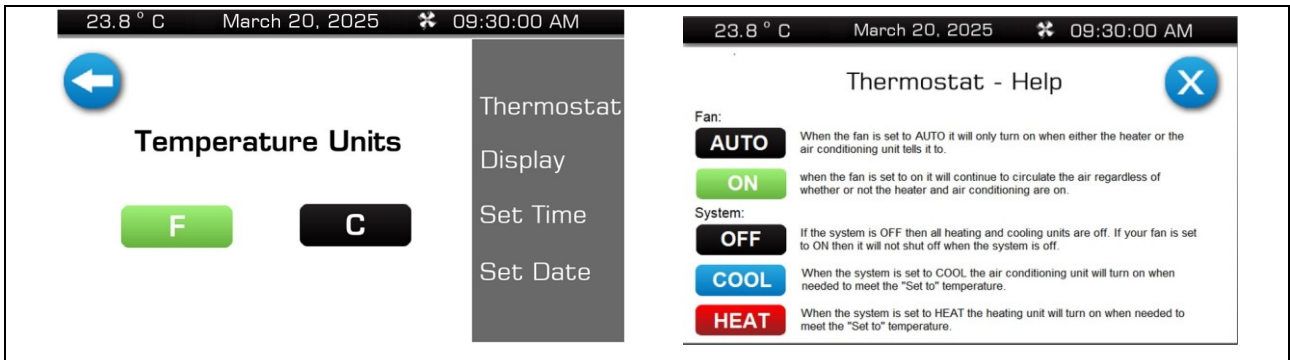 23.8 ° C March 20, 2025 09:30:00 AM
Temperature Units
F C
Thermostat
Display
Set Time
Set Date
23.8 ° C March 20, 2025 09:30:00 AM
Thermostat - Help
X
Fan:
AUTO
When the fan is set to AUTO it will only turn on when either the heater or the
air conditioning unit tells it to.
ON
when the fan is set to on it will continue to circulate the air regardless of
whether or not the heater and air conditioning are on.
System:
OFF
If the system is OFF then all heating and cooling units are off. If your fan is set
to ON then it will not shut off when the system is off.
COOL
When the system is set to COOL the air conditioning unit will turn on when
needed to meet the "Set to" temperature.
HEAT
When the system is set to HEAT the heating unit will turn on when needed to
meet the "Set to" temperature.